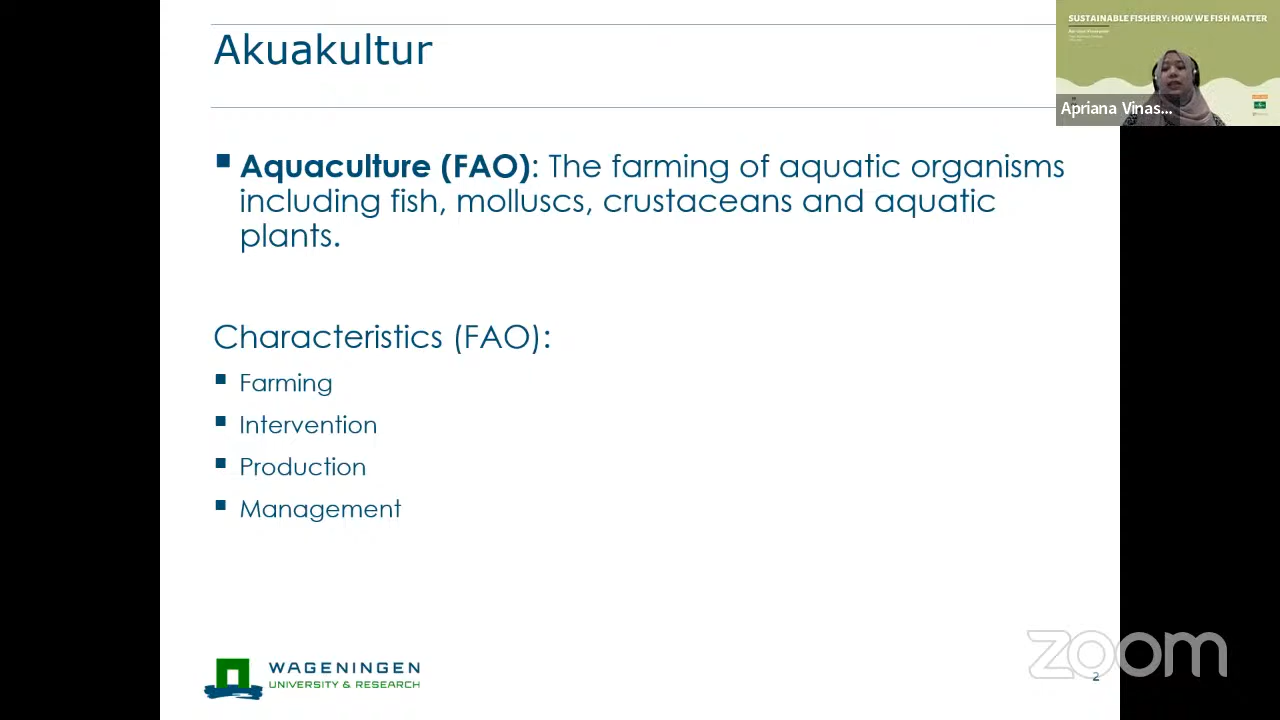 Akuakultur
SUSTAINABLE FISHERY: HOW WE FISH MATTER
Apriana Vinas...
Aquaculture (FAO): The farming of aquatic organisms
including fish, molluscs, crustaceans and aquatic
plants.
Characteristics (FAO):
Farming
Intervention
Production
Management
WAGENINGEN
UNIVERSITY & RESEARCH
zoom
2